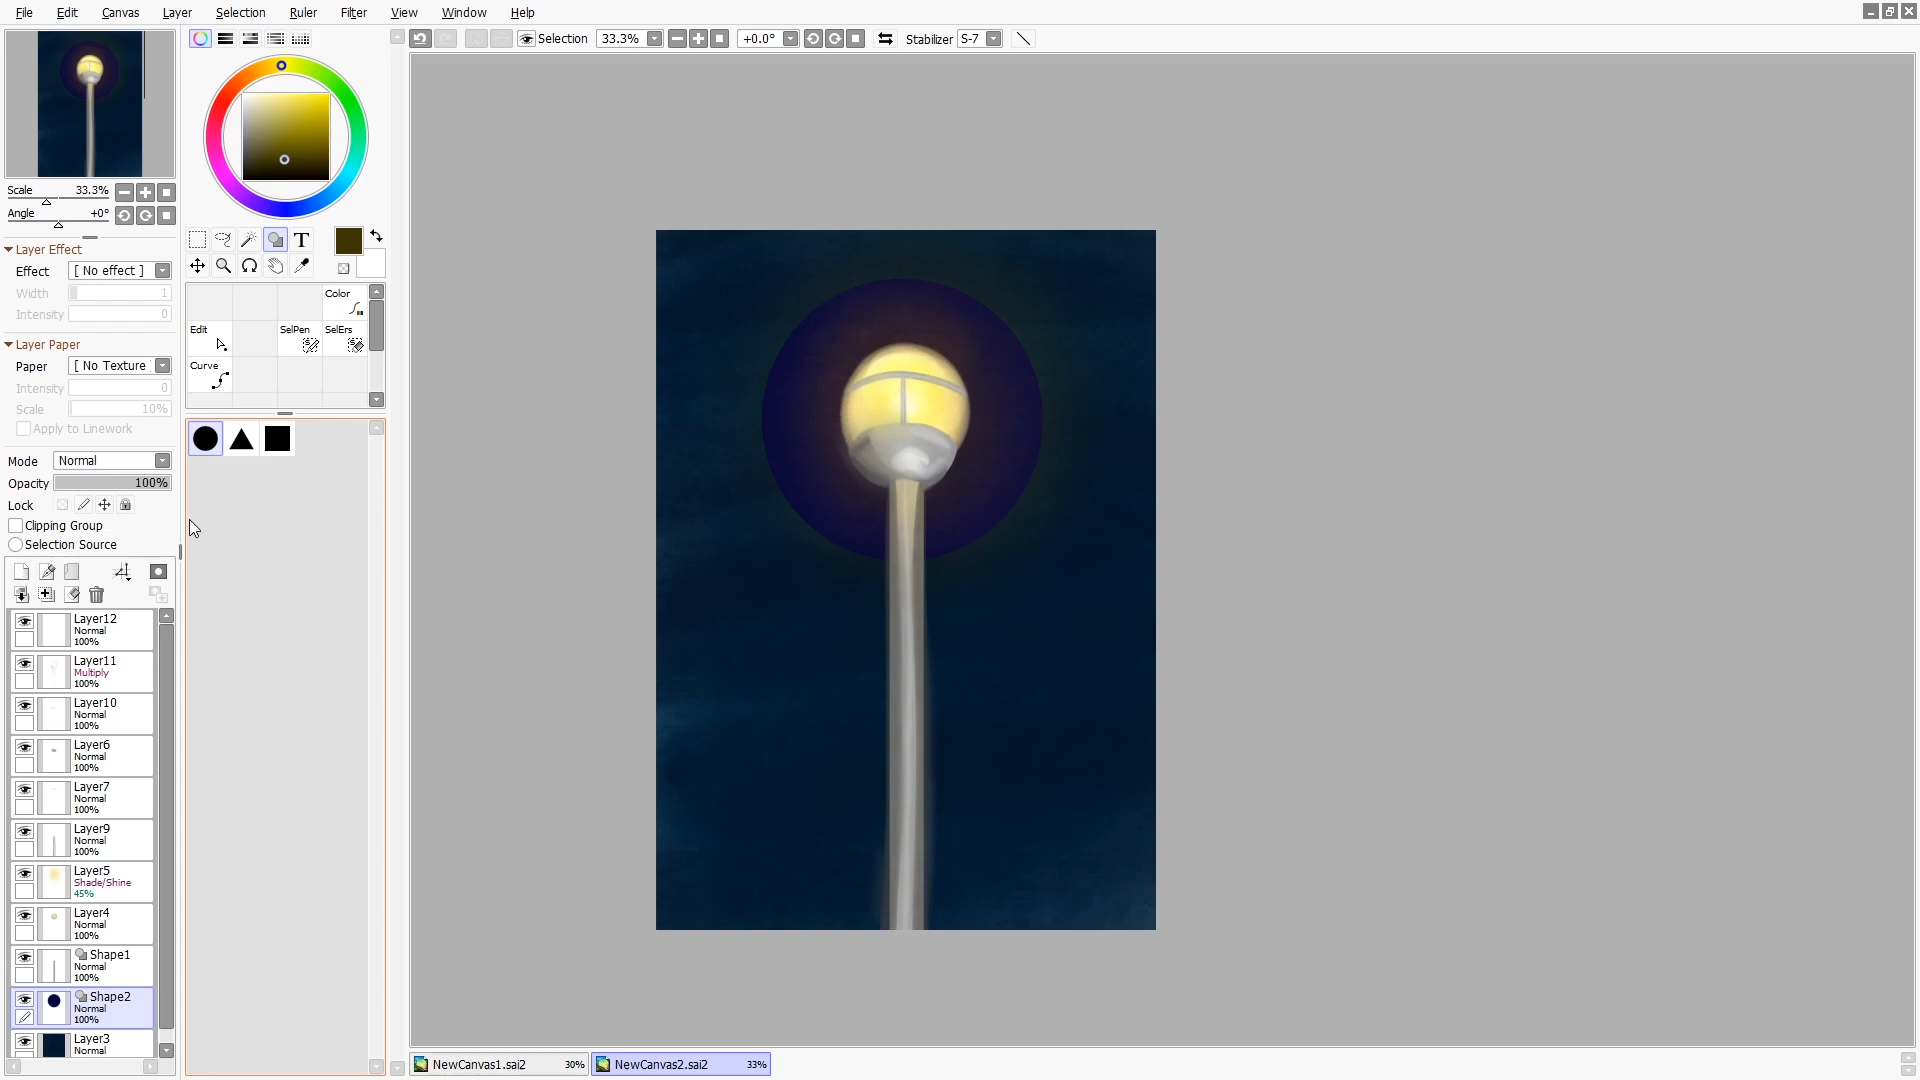 File Edit Canvas Layer Selection Ruler Filter View Window Help
Selection 33.3% +0.0° Stabilizer S-7
Scale 33.3%
Angle +0°
Layer Effect
Effect [ No effect ]
Width 1
Intensity 0
Layer Paper
Paper [ No Texture
Intensity 0
Scale 10%
Apply to Linework
Mode Normal
Opacity 100%
Lock
Clipping Group
Selection Source
T
Color
Edit SelPen SelErs
Curve
Layer12
Normal
100%
Layer11
Multiply
100%
Layer10
Normal
100%
Layer6
Normal
100%
Layer7
Normal
100%
Layer9
Normal
100%
Layer5
Shade/Shine
45%
Layer4
Normal
100%
Shape1
Normal
100%
Shape2
Normal
100%
Layer3
Normal
NewCanvas1.sai2 30% NewCanvas2.sai2 33%